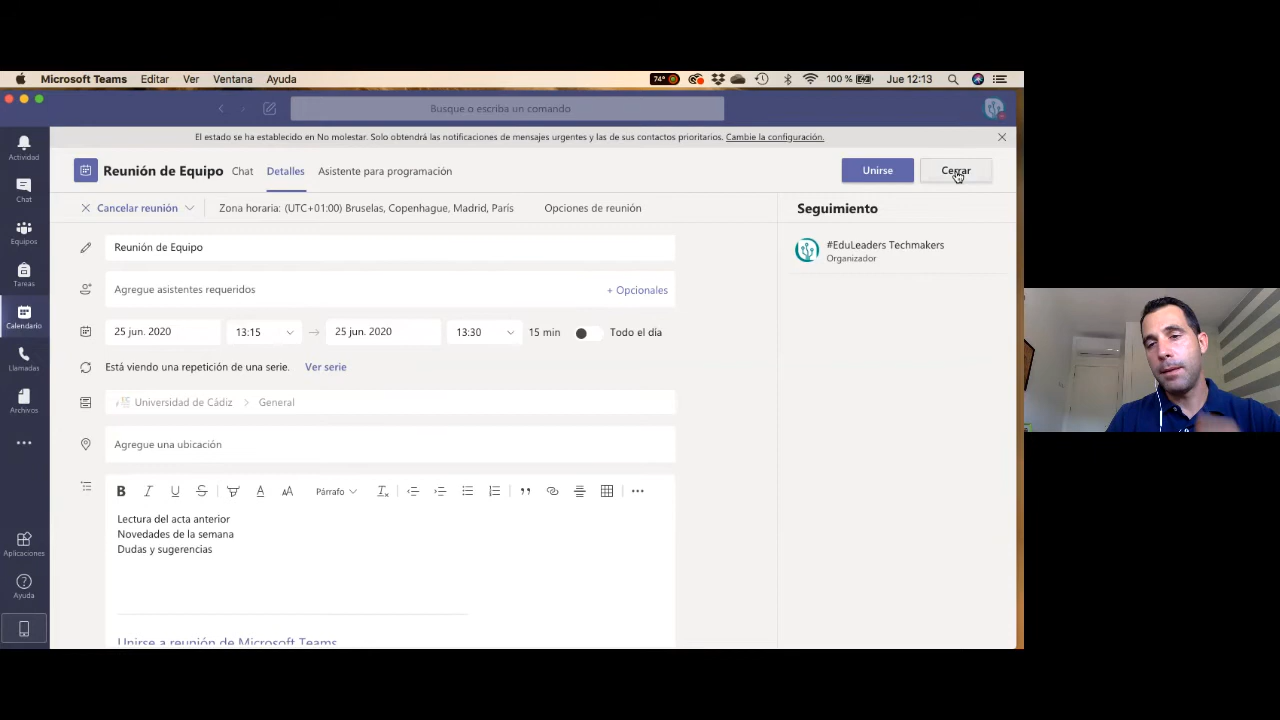 Microsoft Teams Editar Ver Ventana Ayuda 74° 100 % Jue 12:13
Busque o escriba un comando
El estado se ha establecido en No molestar. Solo obtendrá las notificaciones de mensajes urgentes y las de sus contactos prioritarios. Cambie la configuración.
Actividad
Chat
Equipos
Tareas
Calendario
Llamadas
Archivos
Aplicaciones
Ayuda
Reunión de Equipo Chat Detalles Asistente para programación Unirse Cerrar
Cancelar reunión Zona horaria: (UTC+01:00) Bruselas, Copenhague, Madrid, París Opciones de reunión
Reunión de Equipo
Agregue asistentes requeridos + Opcionales
25 jun. 2020 13:15 25 jun. 2020 13:30 15 min Todo el día
Está viendo una repetición de una serie. Ver serie
Universidad de Cádiz > General
Agregue una ubicación
B I U S A AA Párrafo Tx
Lectura del acta anterior
Novedades de la semana
Dudas y sugerencias
Unirse a reunión de Microsoft Teams
Seguimiento
#EduLeaders Techmakers
Organizador